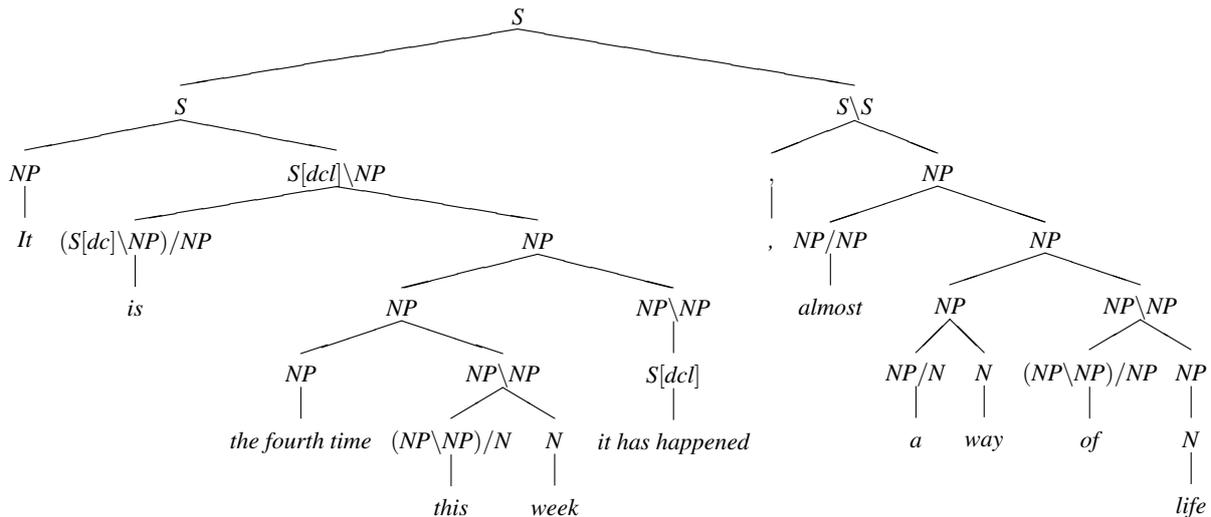 S
S S\S
NP S[dcl]\NP , NP
It (S[dc]\NP)/NP NP , NP/NP NP
is NP NP\NP almost NP NP\NP
NP NP\NP S[dcl] NP/N N (NP\NP)/NP NP
the fourth time (NP\NP)/N N it has happened a way of N
this week life